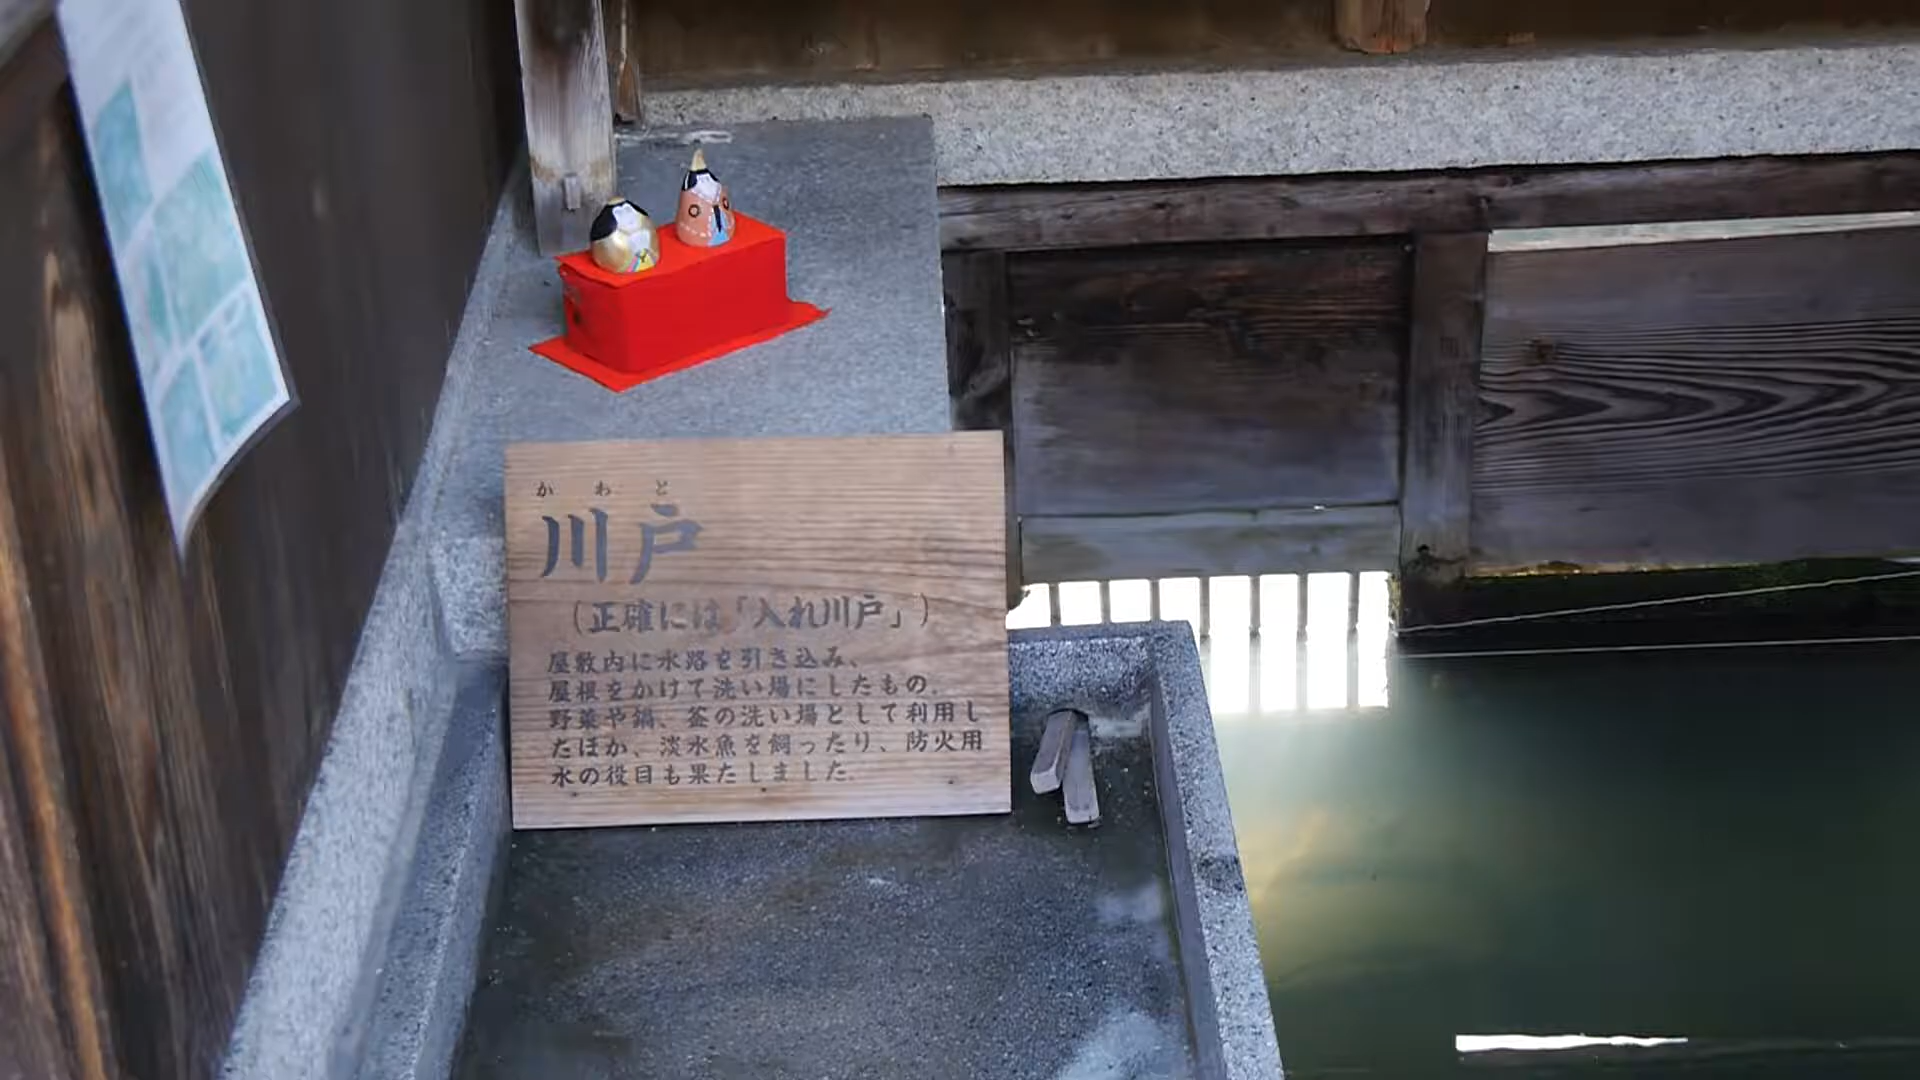 かわと
川戸
（正確には「入れ川戸」）
屋敷内に水路を引き込み、
屋根をかけて洗い場にしたもの。
野菜や鍋、釜の洗い場として利用し
たほか、淡水魚を飼ったり、防火用
水の役目も果たしました。